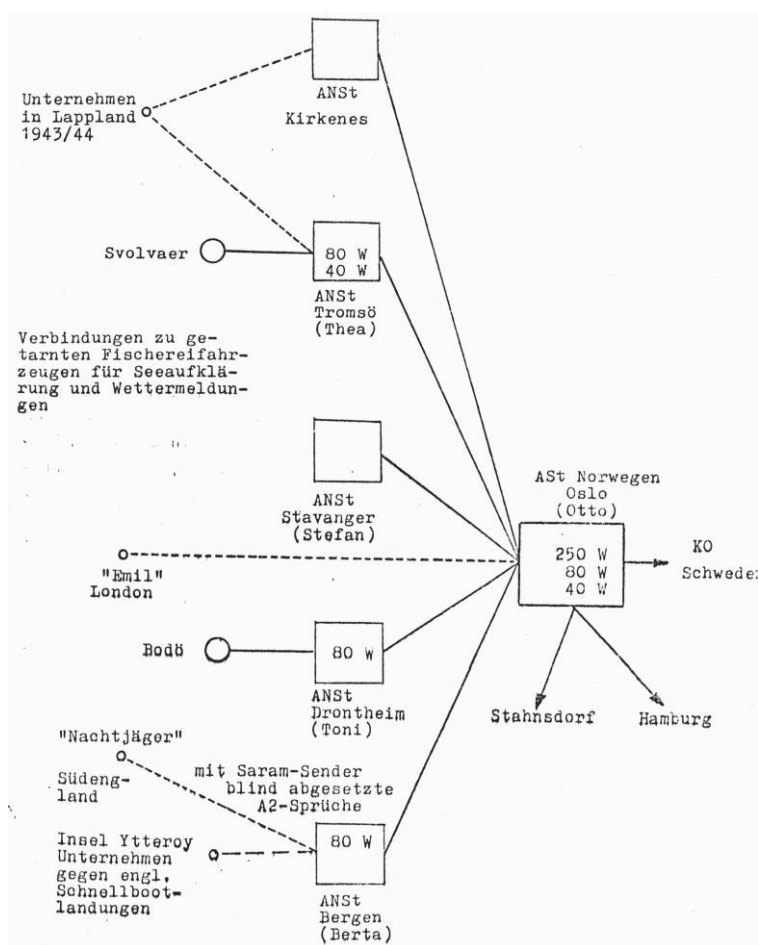 ANSt
Kirkenes
Unternehmen
in Lappland
1943/44
Svolvaer
80 W
40 W
ANSt
Tromsö
(Thea)
Verbindungen zu ge-
tarnten Fischereifahr-
zeugen für Seeaufklä-
rung und Wettermeldun-
gen
ANSt
Stavanger
(Stefan)
ASt Norwegen
Oslo
(Otto)
250 W
80 W
40 W
KO
Schweden
"Emil"
London
Bodö
80 W
ANSt
Drontheim
(Toni)
Stahnsdorf
Hamburg
"Nachtjäger"
Südeng-
land
mit Saram-Sender
blind abgesetzte
A2-Sprüche
Insel Ytteroy
Unternehmen
gegen engl.
Schnellboot-
landungen
80 W
ANSt
Bergen
(Berta)